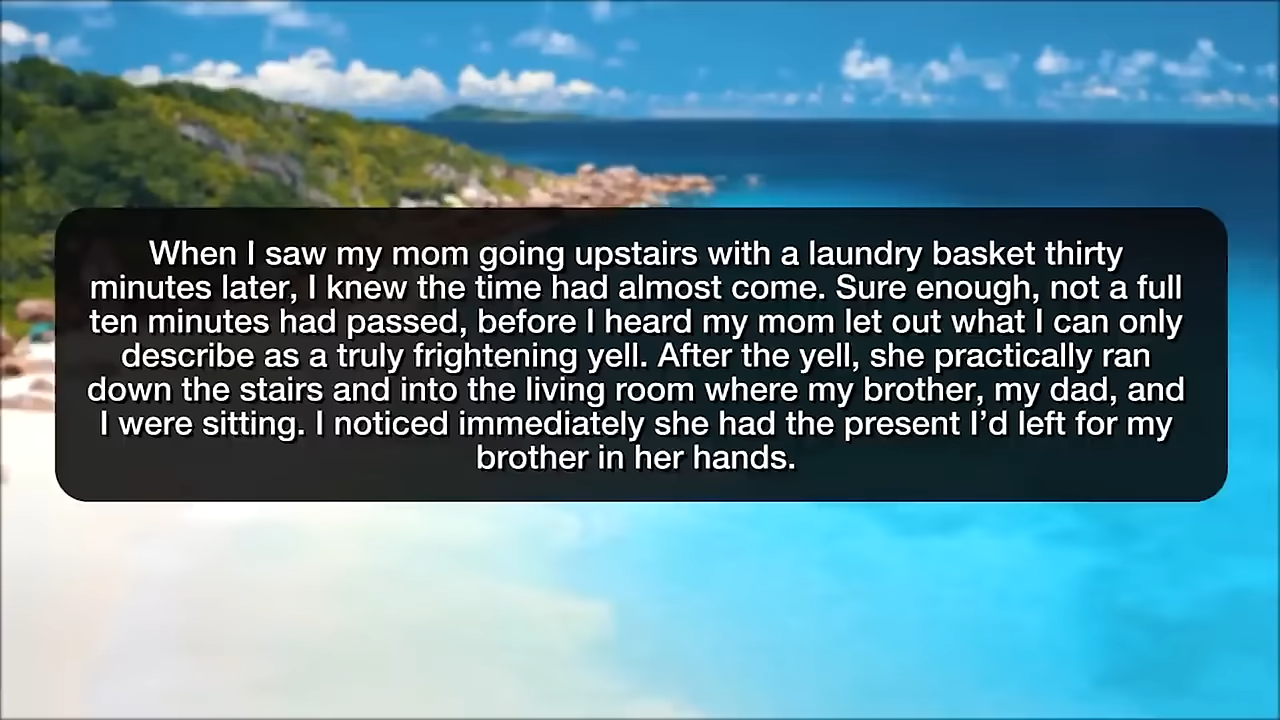 When I saw my mom going upstairs with a laundry basket thirty
minutes later, I knew the time had almost come. Sure enough, not a full
ten minutes had passed, before I heard my mom let out what I can only
describe as a truly frightening yell. After the yell, she practically ran
down the stairs and into the living room where my brother, my dad, and
I were sitting. I noticed immediately she had the present I’d left for my
brother in her hands.